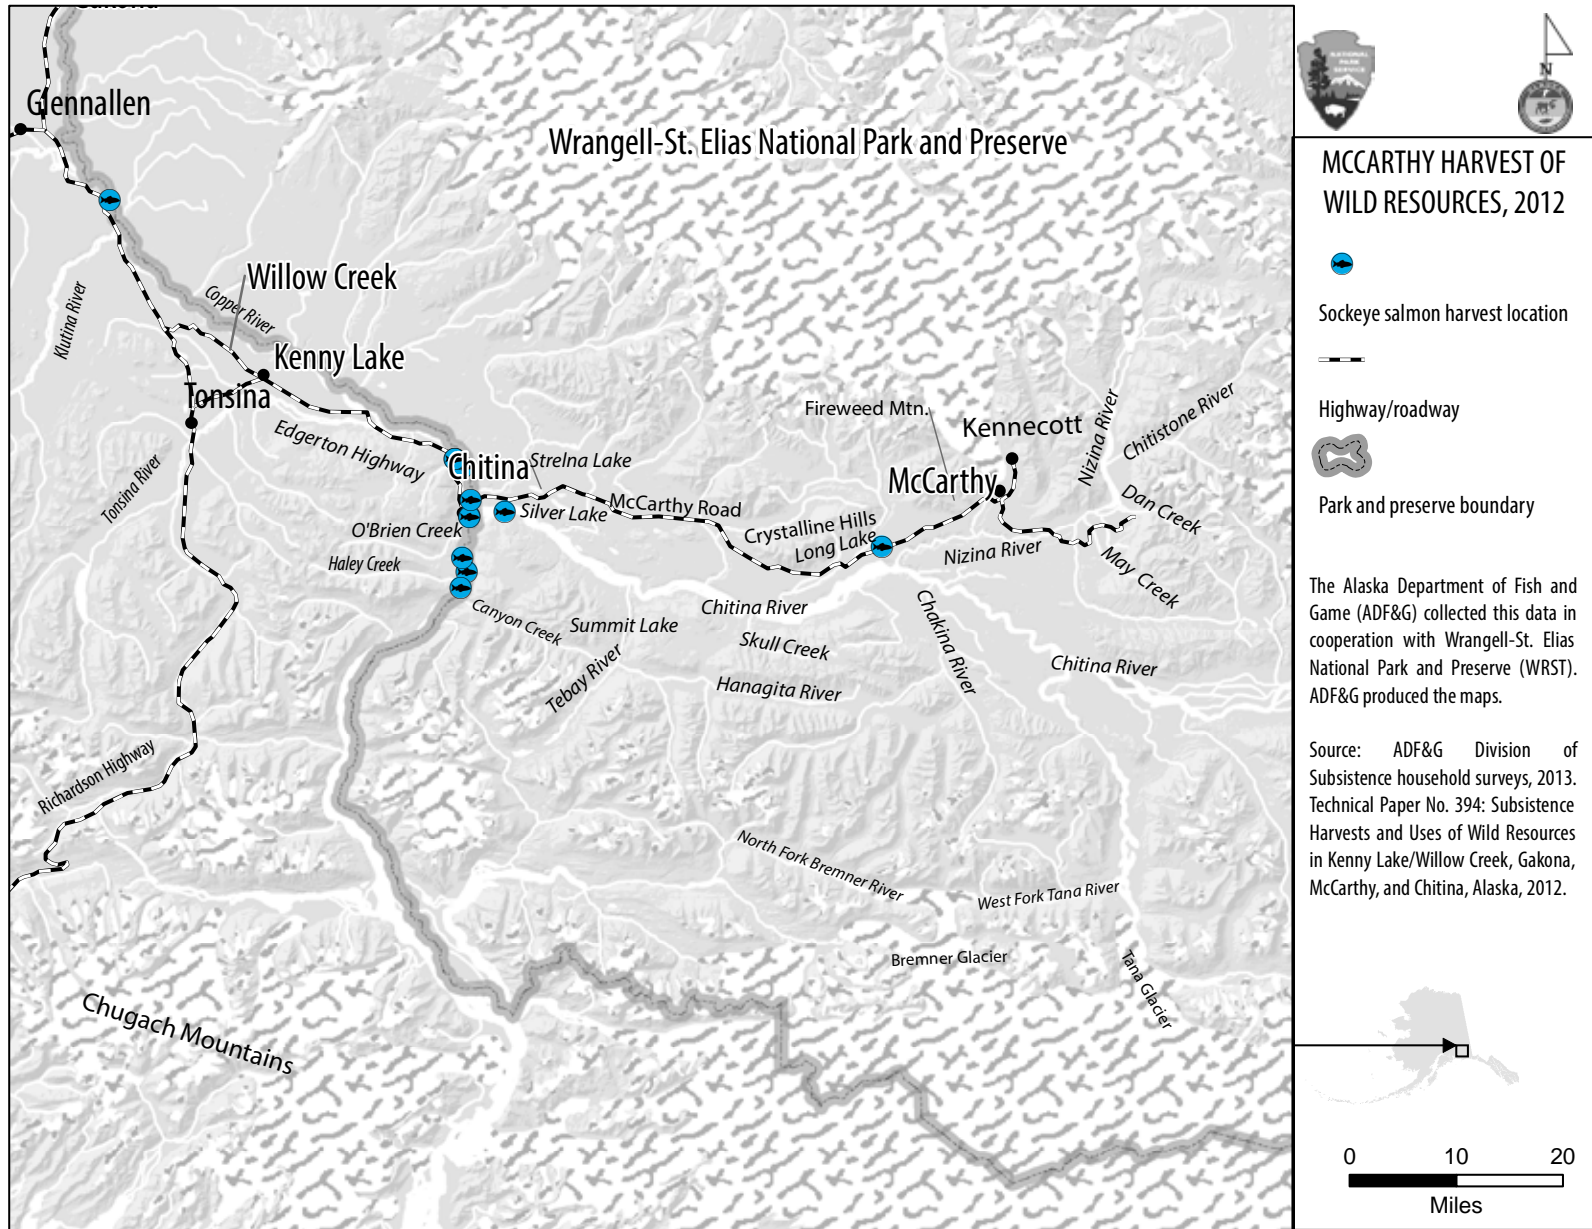 Glennallen
Wrangell-St. Elias National Park and Preserve
Willow Creek
Copper River
Klutina River
Kenny Lake
Tonsina
Edgerton Highway
Tonsina River
Chitina
Strelna Lake
Silver Lake
McCarthy Road
O'Brien Creek
Haley Creek
Canyon Creek
Summit Lake
Tebay River
Fireweed Mtn.
Kennecott
McCarthy
Nizina River
Chitistone River
Dan Creek
May Creek
Crystalline Hills
Long Lake
Nizina River
Chitina River
Skull Creek
Hanagita River
Chakina River
Chitina River
Richardson Highway
North Fork Bremner River
West Fork Tana River
Bremner Glacier
Tana Glacier
Chugach Mountains
NATIONAL
PARK
SERVICE
N
MCCARTHY HARVEST OF
WILD RESOURCES, 2012
Sockeye salmon harvest location
Highway/roadway
Park and preserve boundary
The Alaska Department of Fish and
Game (ADF&G) collected this data in
cooperation with Wrangell-St. Elias
National Park and Preserve (WRST).
ADF&G produced the maps.
Source: ADF&G Division of
Subsistence household surveys, 2013.
Technical Paper No. 394: Subsistence
Harvests and Uses of Wild Resources
in Kenny Lake/Willow Creek, Gakona,
McCarthy, and Chitina, Alaska, 2012.
0 10 20
Miles